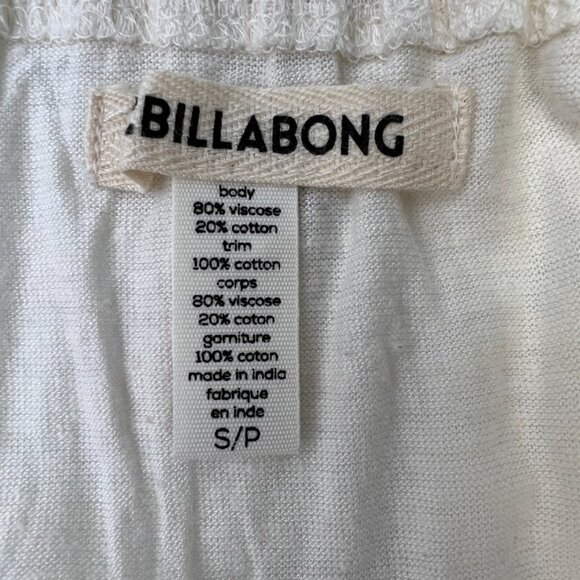 BILLABONG
body
80% viscose
20% cotton
trim
100% cotton
corps
80% viscose
20% coton
garniture
100% coton
made in india
fabrique
en inde
S/P